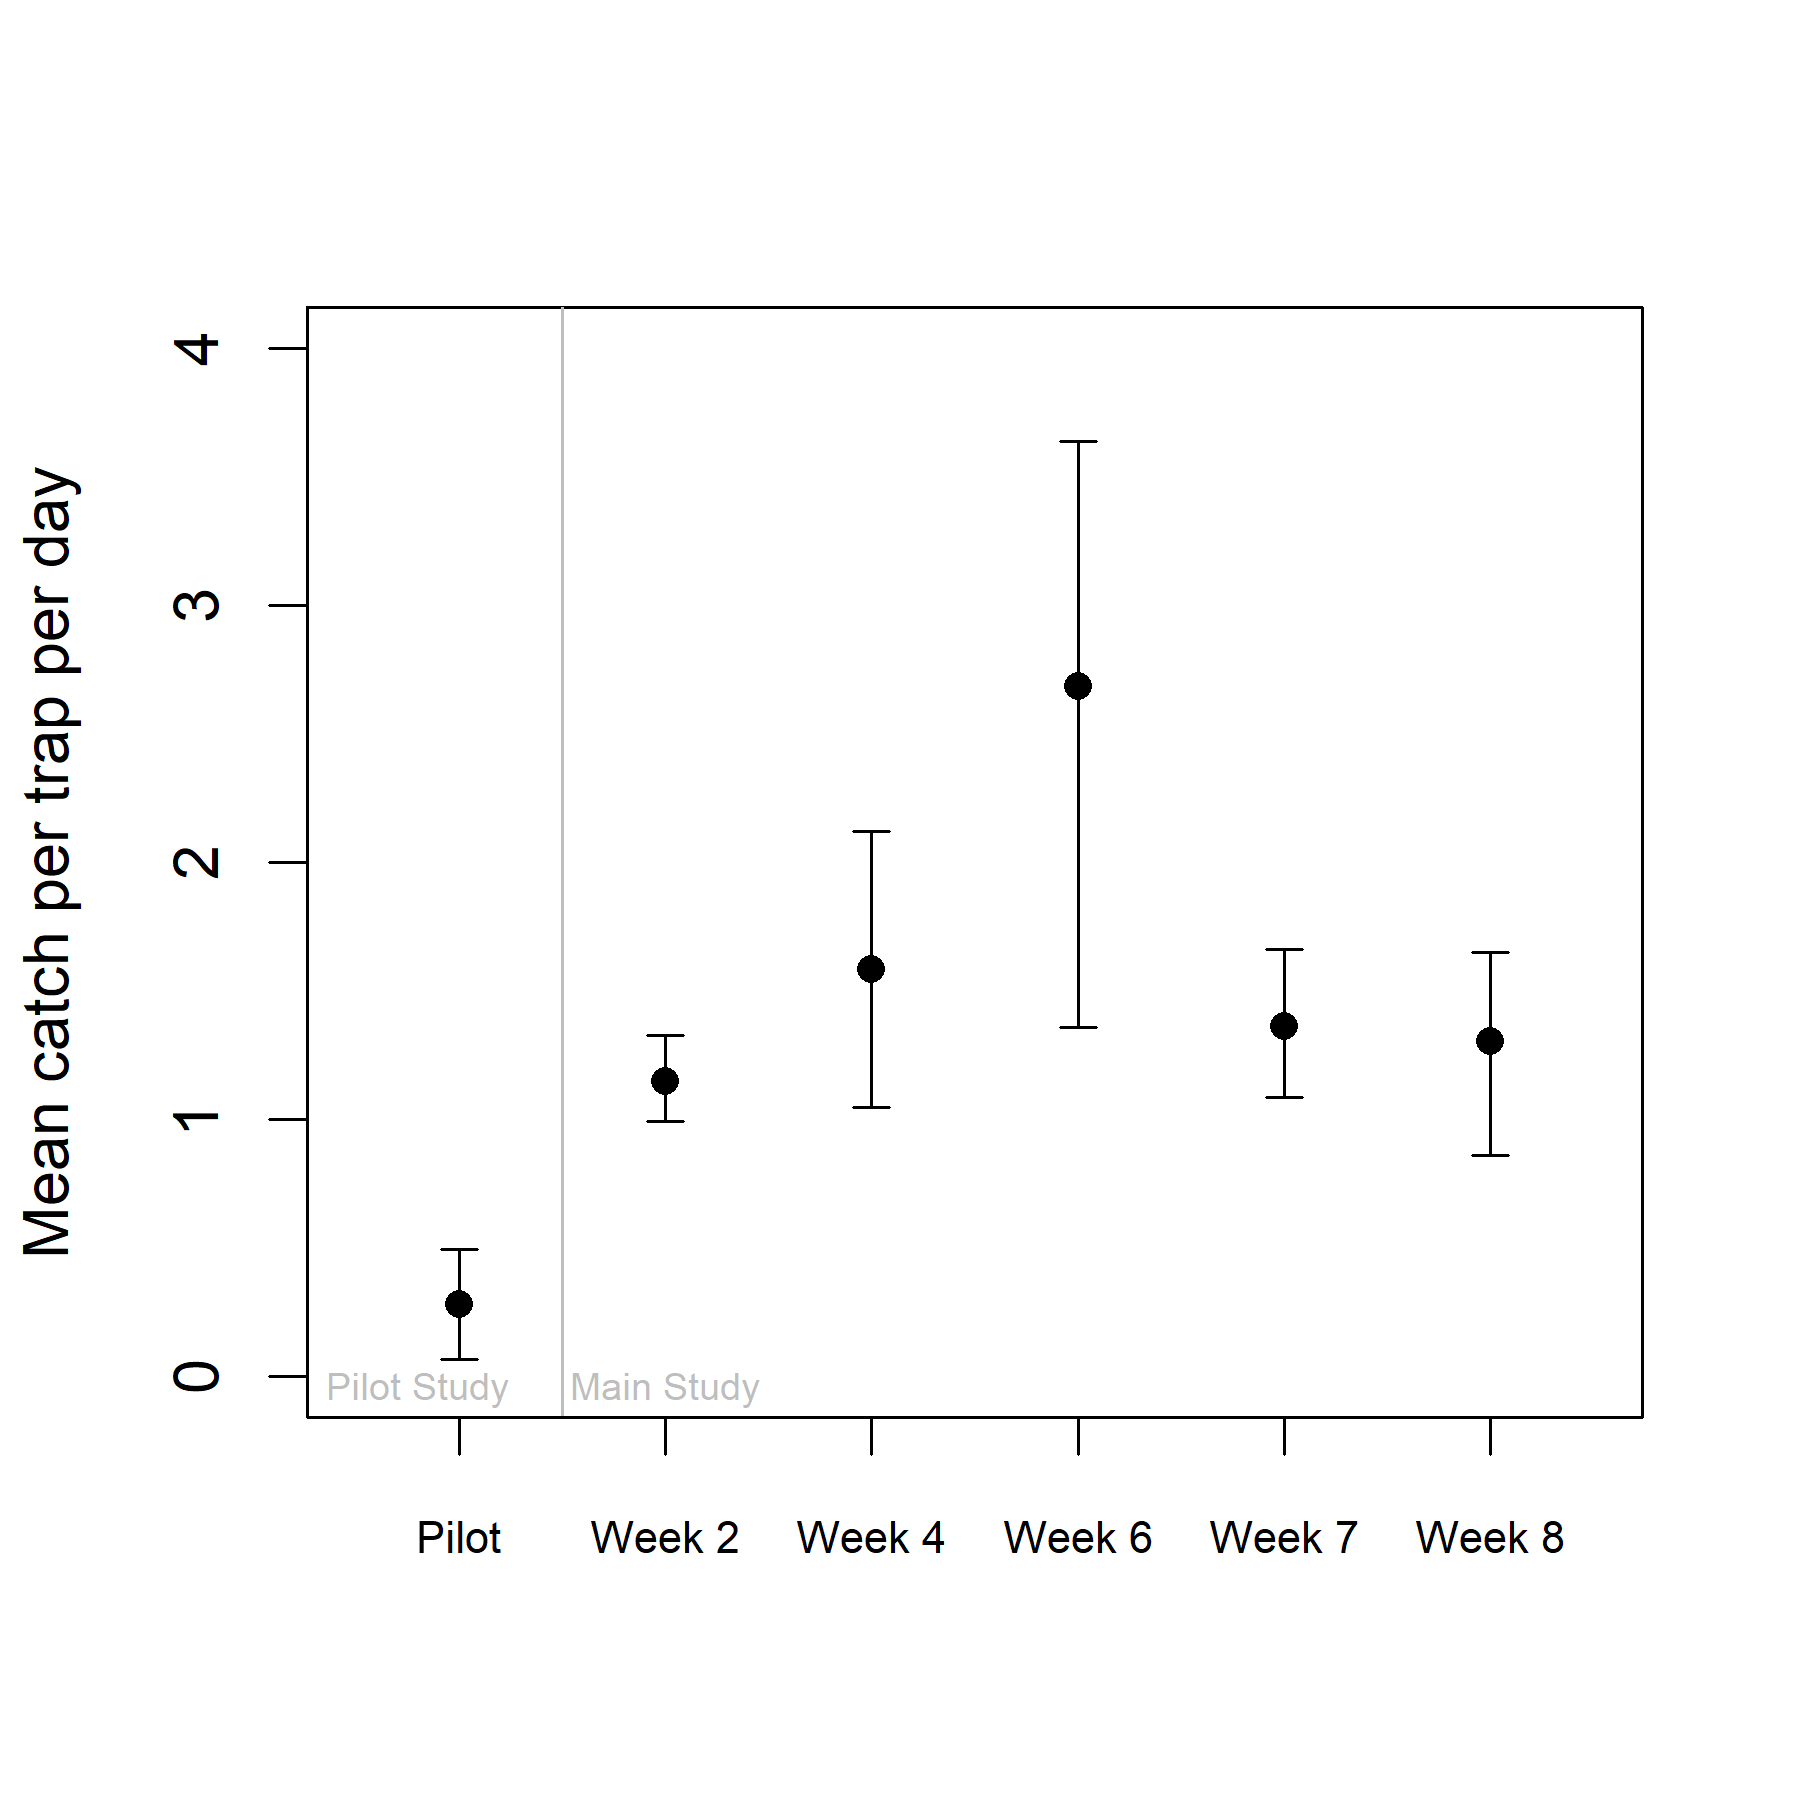 Mean catch per trap per day
4
3
2
1
0
Pilot Study
Main Study
Pilot
Week 2
Week 4
Week 6
Week 7
Week 8